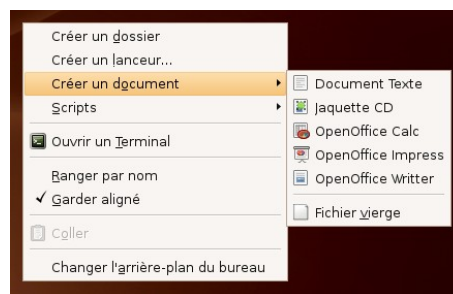 Créer un dossier
Créer un lanceur...
Créer un document
Scripts
Ouvrir un Terminal
Ranger par nom
Garder aligné
Coller
Changer l'arrière-plan du bureau
Document Texte
Jaquette CD
OpenOffice Calc
OpenOffice Impress
OpenOffice Writter
Fichier vierge